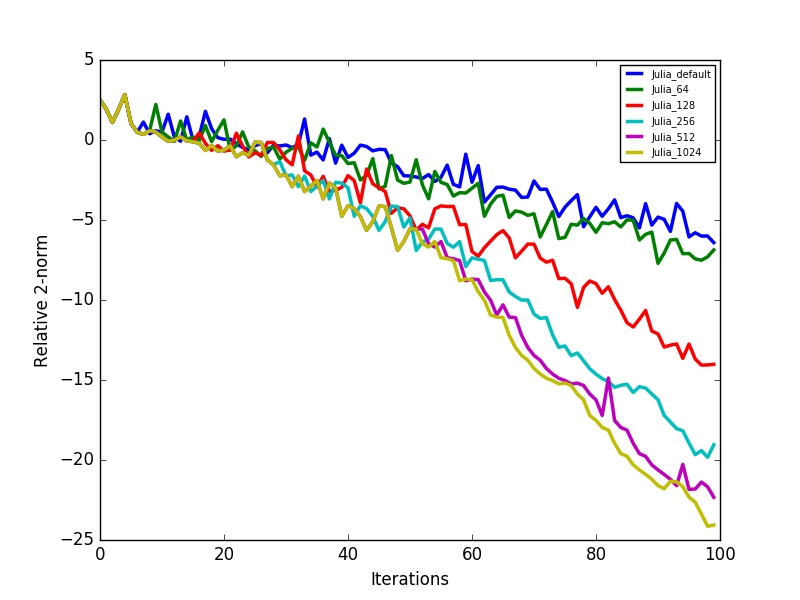 5
0
−5
−10
−15
−20
−25
Relative 2-norm
0 20 40 60 80 100
Iterations
Julia_default
Julia_64
Julia_128
Julia_256
Julia_512
Julia_1024